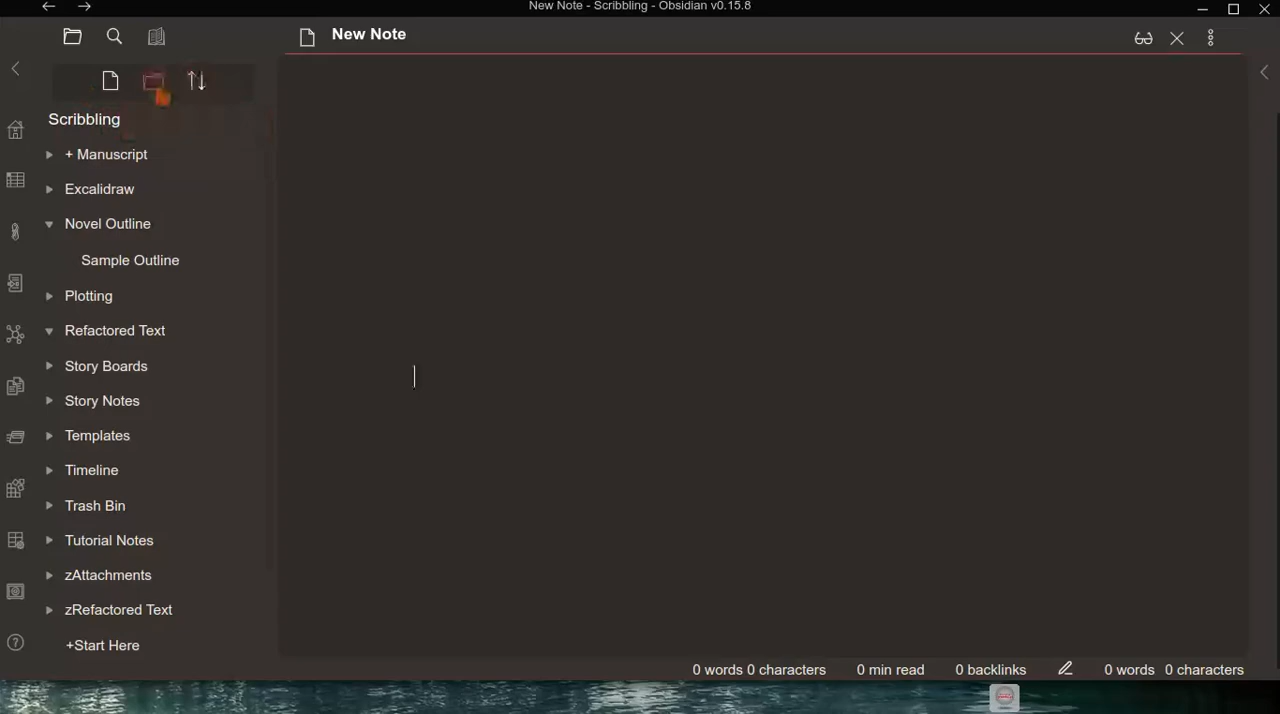 New Note - Scribbling - Obsidian v0.15.8
New Note
Scribbling
+ Manuscript
Excalidraw
Novel Outline
Sample Outline
Plotting
Refactored Text
Story Boards
Story Notes
Templates
Timeline
Trash Bin
Tutorial Notes
zAttachments
zRefactored Text
+Start Here
0 words 0 characters 0 min read 0 backlinks 0 words 0 characters